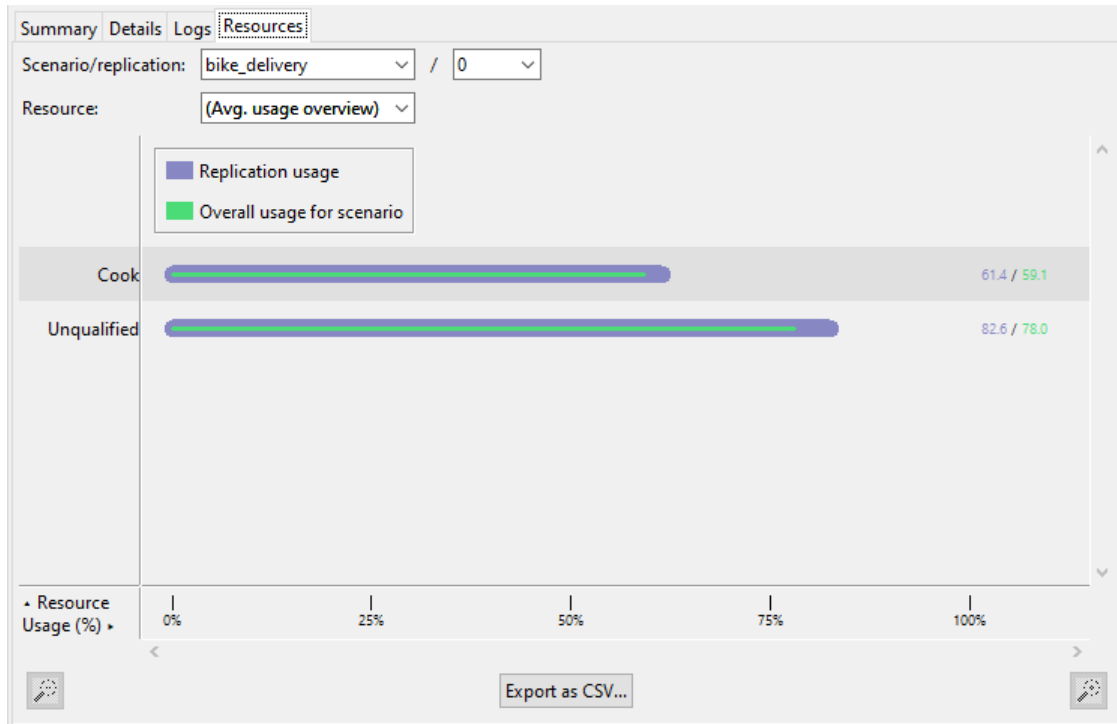 Summary Details Logs Resources
Scenario/replication: bike_delivery / 0
Resource: (Avg. usage overview)
Replication usage
Overall usage for scenario
Cook 61.4 / 59.1
Unqualified 82.6 / 78.0
Resource
Usage (%)
0% 25% 50% 75% 100%
Export as CSV...